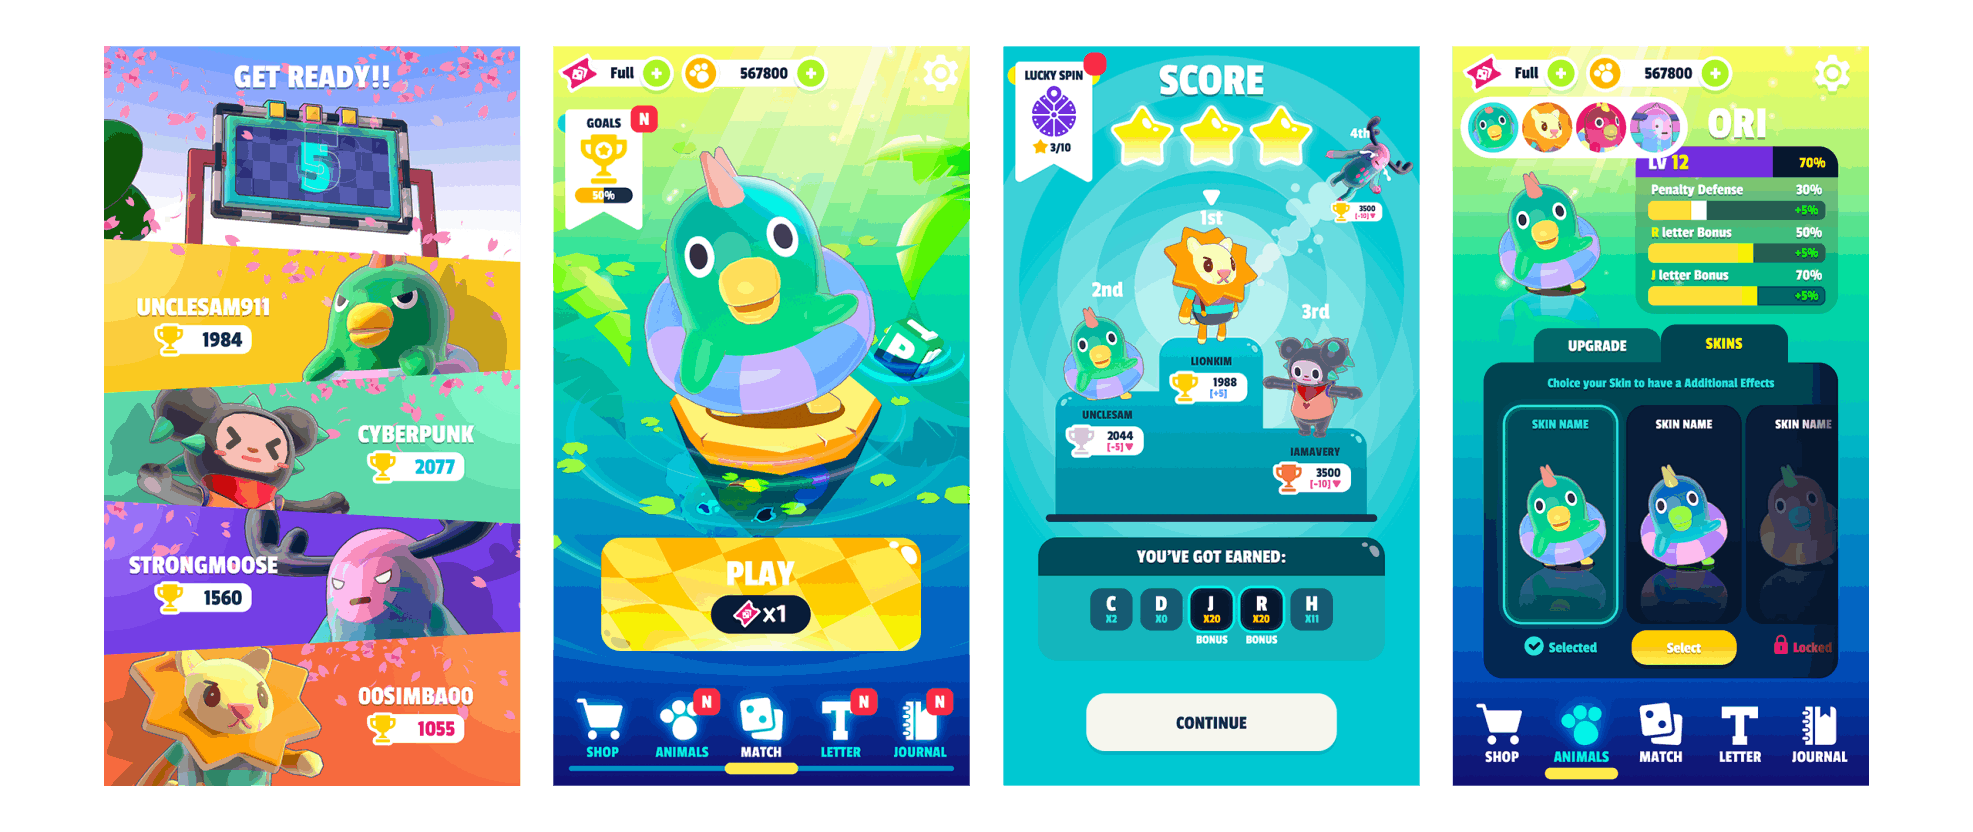 GET READY!!
5
UNCLESAM911
1984
CYBERPUNK
2077
STRONGMOOSE
1560
OOSIMBAOO
1055
Full
567800
GOALS
N
50%
PLAY
x1
N
N
N
SHOP
ANIMALS
MATCH
LETTER
JOURNAL
LUCKY SPIN
3/10
SCORE
4th
3500
[-10]▼
1st
2nd
3rd
LIONKIM
1988
[+5]
UNCLESAM
2044
[-5]▼
IAMAVERY
3500
[-10]▼
YOU'VE GOT EARNED:
C D J R H
X2 X0 X20 X20 X11
BONUS BONUS
CONTINUE
Full
567800
ORI
LV 12 70%
Penalty Defense 30%
+5%
R letter Bonus 50%
+5%
J letter Bonus 70%
+5%
UPGRADE SKINS
Choice your Skin to have a Additional Effects
SKIN NAME SKIN NAME SKIN NAME
Selected Select Locked
SHOP
ANIMALS
MATCH
LETTER
JOURNAL